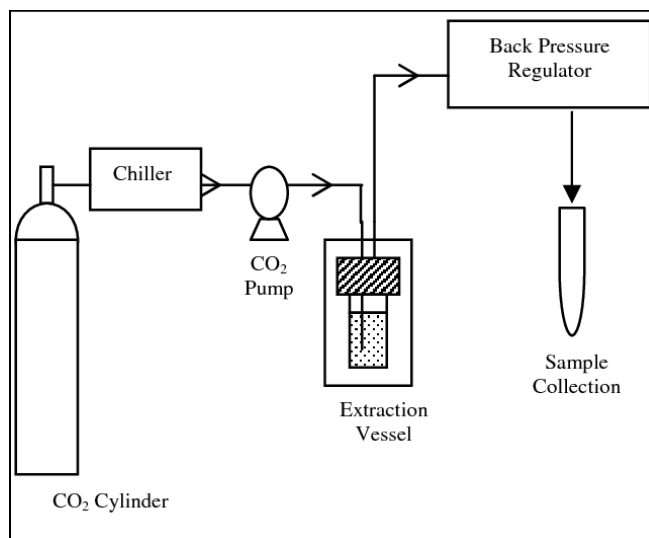 Back Pressure
Regulator
Chiller
CO₂
Pump
Extraction
Vessel
Sample
Collection
CO₂ Cylinder